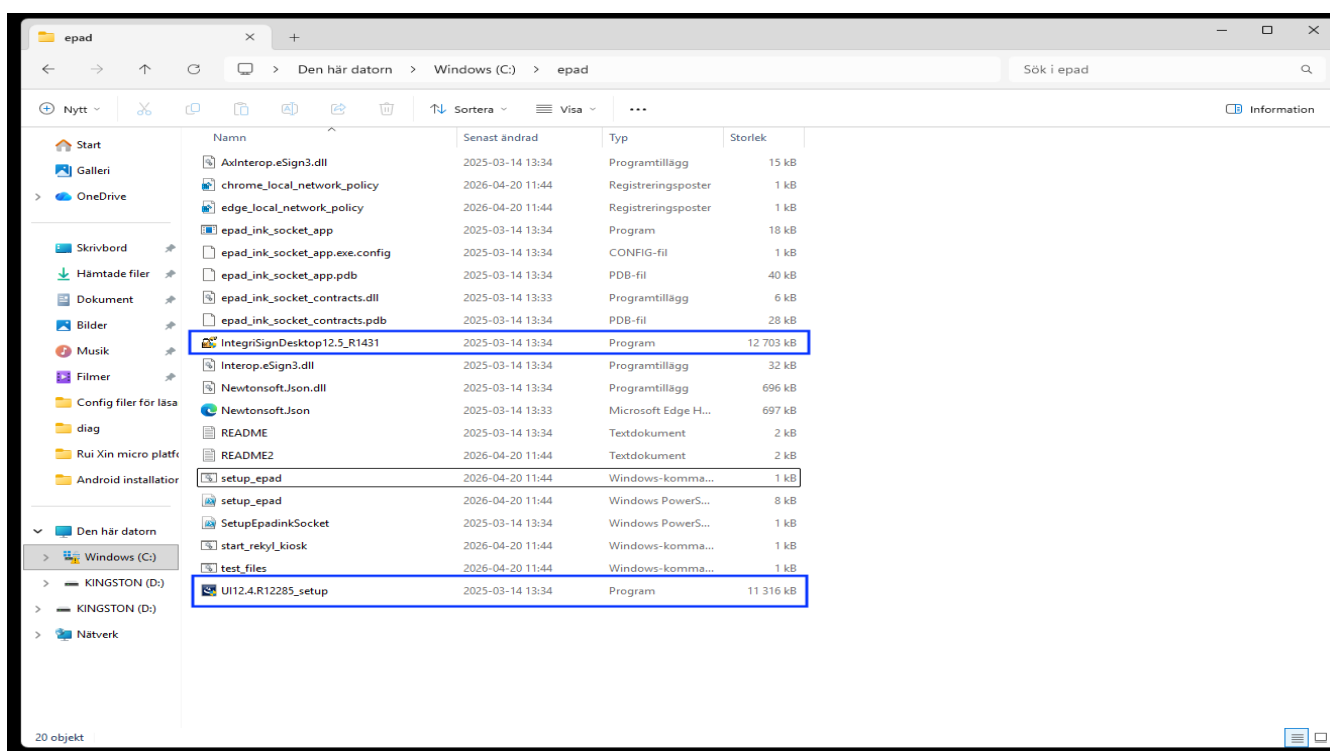 epad
Den här datorn > Windows (C:) > epad
Sök i epad
Nytt
Sortera
Visa
Information
Start
Galleri
OneDrive
Skrivbord
Hämtade filer
Dokument
Bilder
Musik
Filmer
Config filer för läsa
diag
Rui Xin micro platfo
Android installation
Den här datorn
Windows (C:)
KINGSTON (D:)
KINGSTON (D:)
Nätverk
Namn Senast ändrad Typ Storlek
AxInterop.eSign3.dll 2025-03-14 13:34 Programtillägg 15 kB
chrome_local_network_policy 2026-04-20 11:44 Registreringsposter 1 kB
edge_local_network_policy 2026-04-20 11:44 Registreringsposter 1 kB
epad_ink_socket_app 2025-03-14 13:34 Program 18 kB
epad_ink_socket_app.exe.config 2025-03-14 13:34 CONFIG-fil 1 kB
epad_ink_socket_app.pdb 2025-03-14 13:34 PDB-fil 40 kB
epad_ink_socket_contracts.dll 2025-03-14 13:33 Programtillägg 6 kB
epad_ink_socket_contracts.pdb 2025-03-14 13:34 PDB-fil 28 kB
IntegriSignDesktop12.5_R1431 2025-03-14 13:34 Program 12 703 kB
Interop.eSign3.dll 2025-03-14 13:34 Programtillägg 32 kB
Newtonsoft.Json.dll 2025-03-14 13:34 Programtillägg 696 kB
Newtonsoft.Json 2025-03-14 13:33 Microsoft Edge H... 697 kB
README 2025-03-14 13:34 Textdokument 2 kB
README2 2026-04-20 11:44 Textdokument 2 kB
setup_epad 2026-04-20 11:44 Windows-komma... 1 kB
setup_epad 2026-04-20 11:44 Windows PowerS... 8 kB
SetupEpadinkSocket 2025-03-14 13:34 Windows PowerS... 1 kB
start_rekyl_kiosk 2026-04-20 11:44 Windows-komma... 1 kB
test_files 2026-04-20 11:44 Windows-komma... 1 kB
UI12.4.R12285_setup 2025-03-14 13:34 Program 11 316 kB
20 objekt